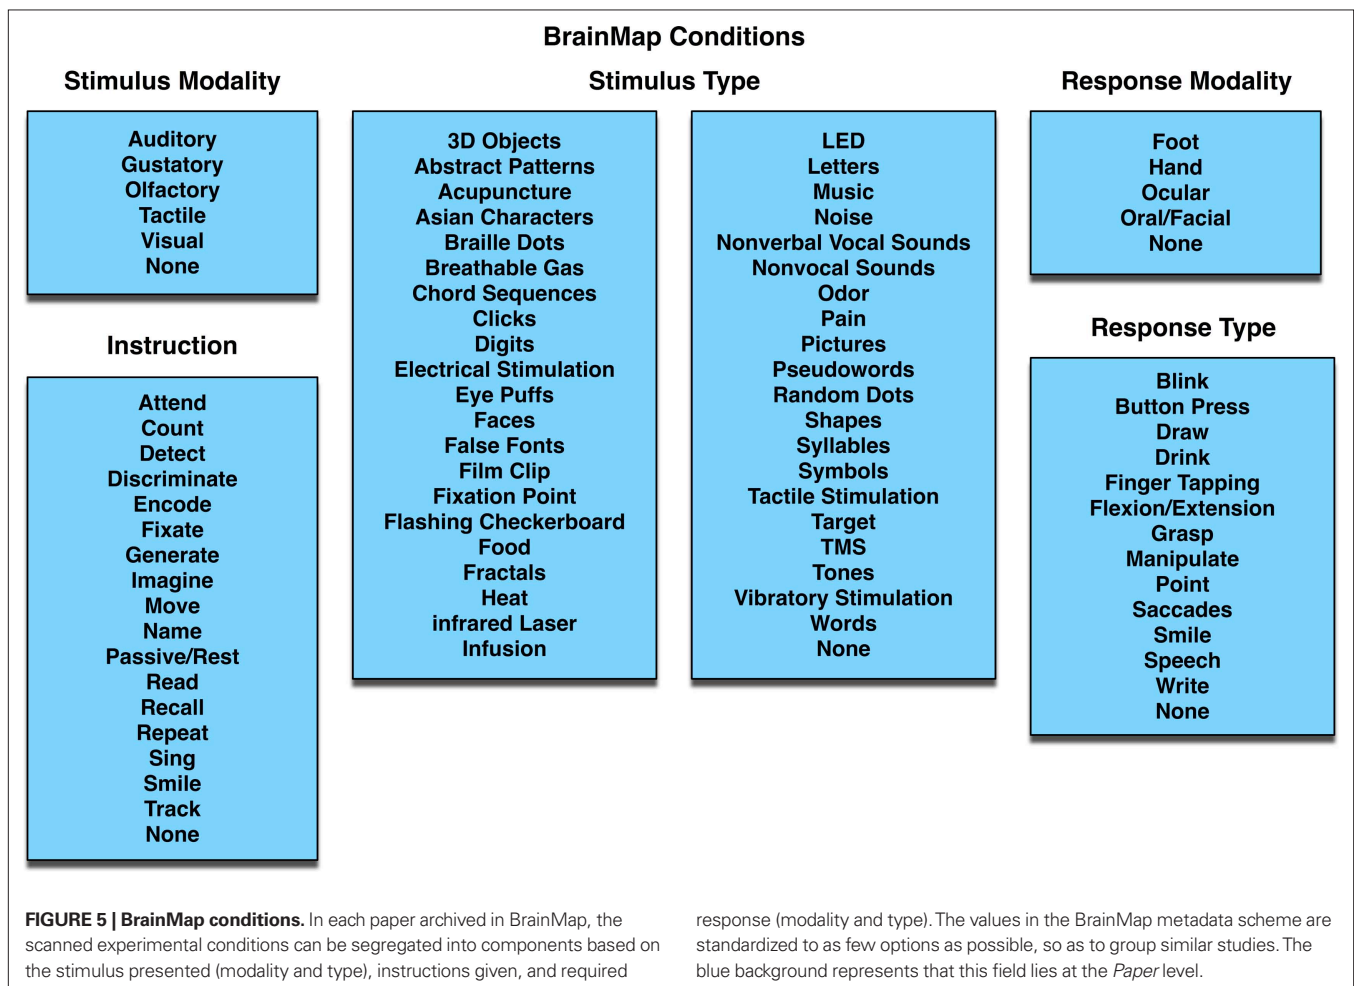 BrainMap Conditions
Stimulus Modality
Auditory
Gustatory
Olfactory
Tactile
Visual
None
Instruction
Attend
Count
Detect
Discriminate
Encode
Fixate
Generate
Imagine
Move
Name
Passive/Rest
Read
Recall
Repeat
Sing
Smile
Track
None
Stimulus Type
3D Objects
Abstract Patterns
Acupuncture
Asian Characters
Braille Dots
Breathable Gas
Chord Sequences
Clicks
Digits
Electrical Stimulation
Eye Puffs
Faces
False Fonts
Film Clip
Fixation Point
Flashing Checkerboard
Food
Fractals
Heat
infrared Laser
Infusion
LED
Letters
Music
Noise
Nonverbal Vocal Sounds
Nonvocal Sounds
Odor
Pain
Pictures
Pseudowords
Random Dots
Shapes
Syllables
Symbols
Tactile Stimulation
Target
TMS
Tones
Vibratory Stimulation
Words
None
Response Modality
Foot
Hand
Ocular
Oral/Facial
None
Response Type
Blink
Button Press
Draw
Drink
Finger Tapping
Flexion/Extension
Grasp
Manipulate
Point
Saccades
Smile
Speech
Write
None
FIGURE 5 | BrainMap conditions. In each paper archived in BrainMap, the
scanned experimental conditions can be segregated into components based on
the stimulus presented (modality and type), instructions given, and required
response (modality and type). The values in the BrainMap metadata scheme are
standardized to as few options as possible, so as to group similar studies. The
blue background represents that this field lies at the Paper level.